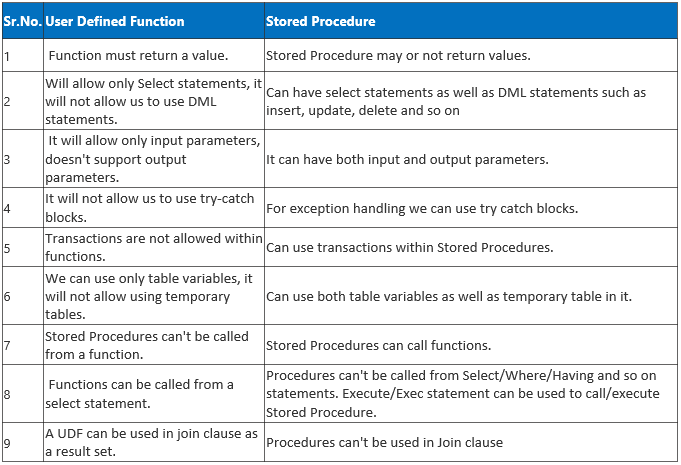 Sr.No. User Defined Function Stored Procedure
1 Function must return a value. Stored Procedure may or not return values.
2 Will allow only Select statements, it
will not allow us to use DML
statements.
Can have select statements as well as DML statements such as
insert, update, delete and so on
3 It will allow only input parameters,
doesn't support output
parameters.
It can have both input and output parameters.
4 It will not allow us to use try-catch
blocks.
For exception handling we can use try catch blocks.
5 Transactions are not allowed within
functions.
Can use transactions within Stored Procedures.
6 We can use only table variables, it
will not allow using temporary
tables.
Can use both table variables as well as temporary table in it.
7 Stored Procedures can't be called
from a function.
Stored Procedures can call functions.
8 Functions can be called from a
select statement.
Procedures can't be called from Select/Where/Having and so on
statements. Execute/Exec statement can be used to call/execute
Stored Procedure.
9 A UDF can be used in join clause as
a result set.
Procedures can't be used in Join clause